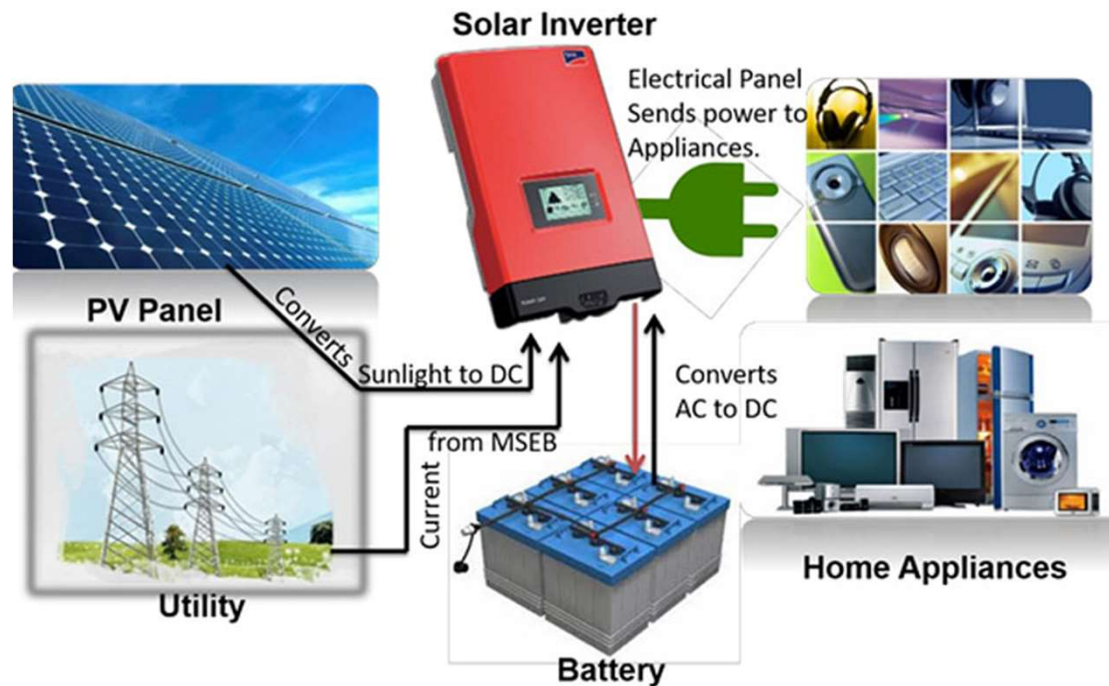 Solar Inverter
Electrical Panel
Sends power to
Appliances.
PV Panel
Converts
Sunlight to DC
Current
from MSEB
Utility
Converts
AC to DC
Battery
Home Appliances